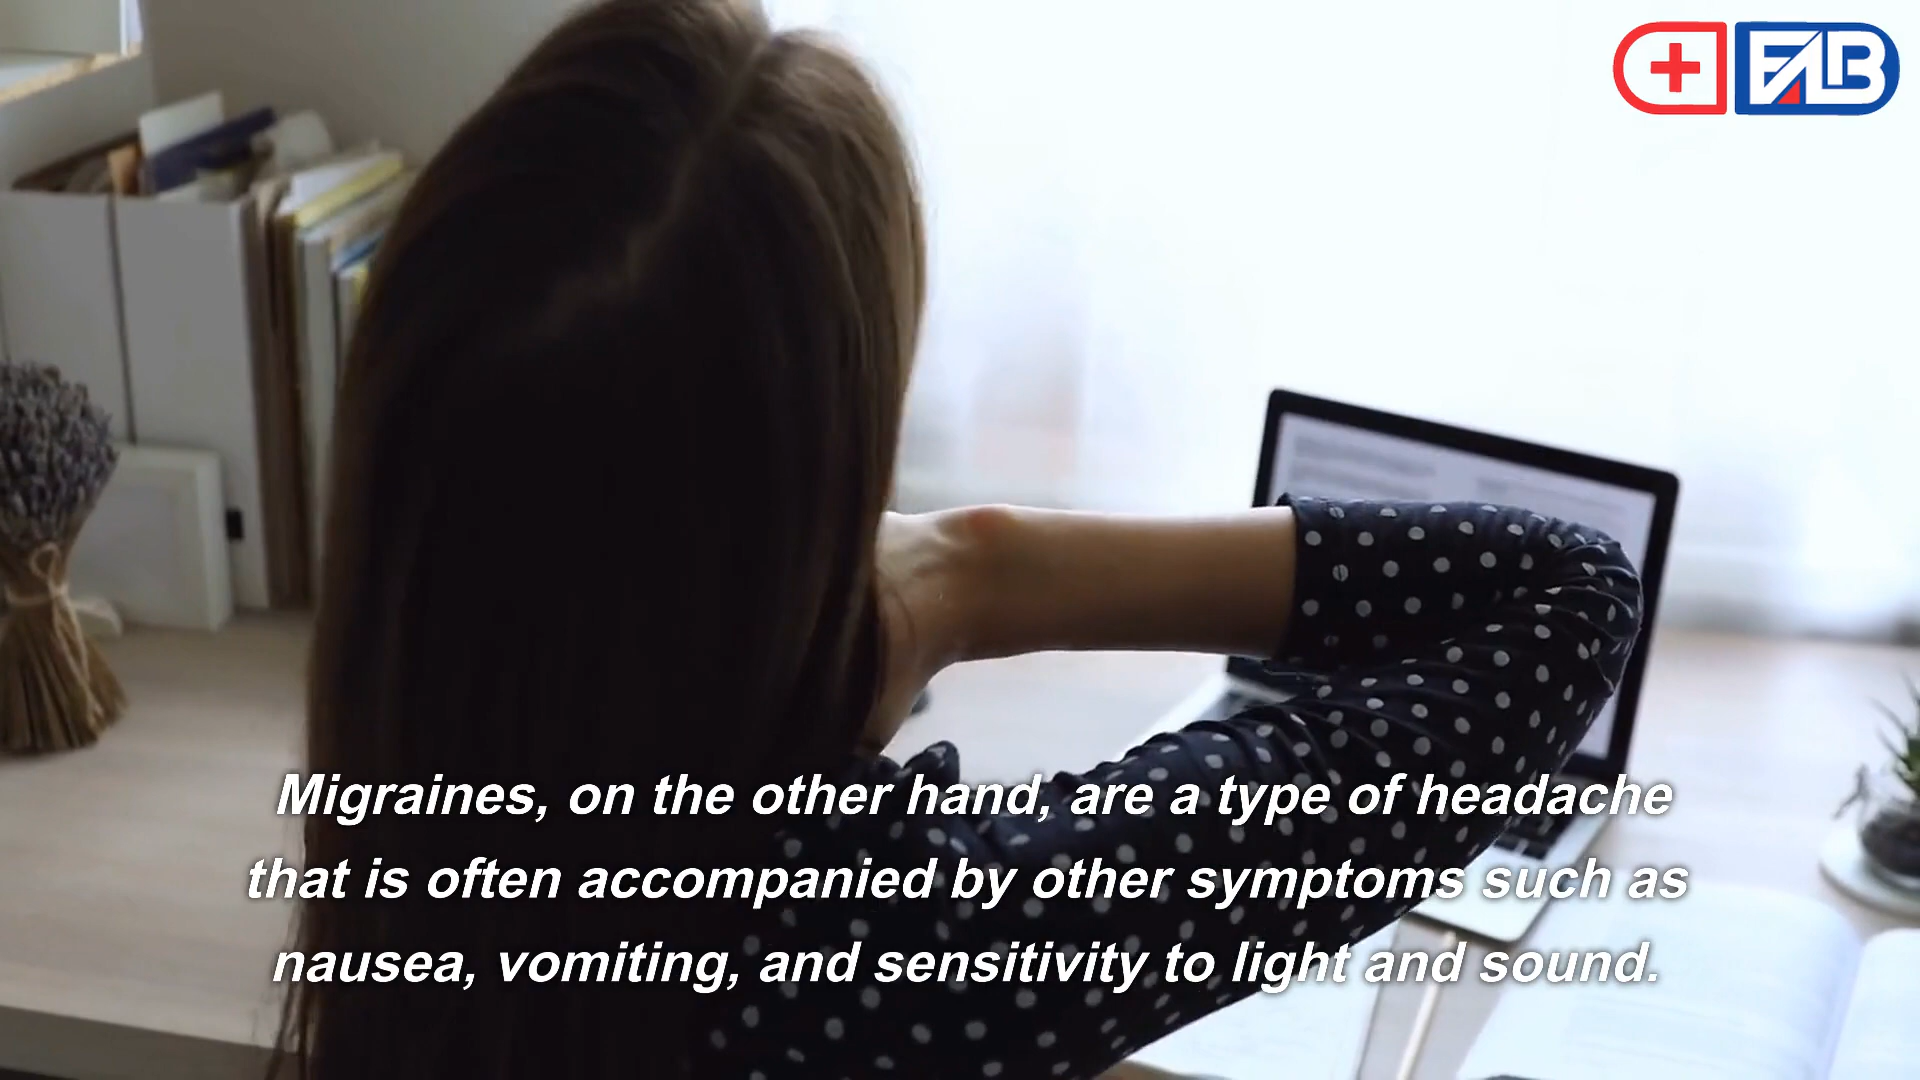 FAB
Migraines, on the other hand, are a type of headache
that is often accompanied by other symptoms such as
nausea, vomiting, and sensitivity to light and sound.